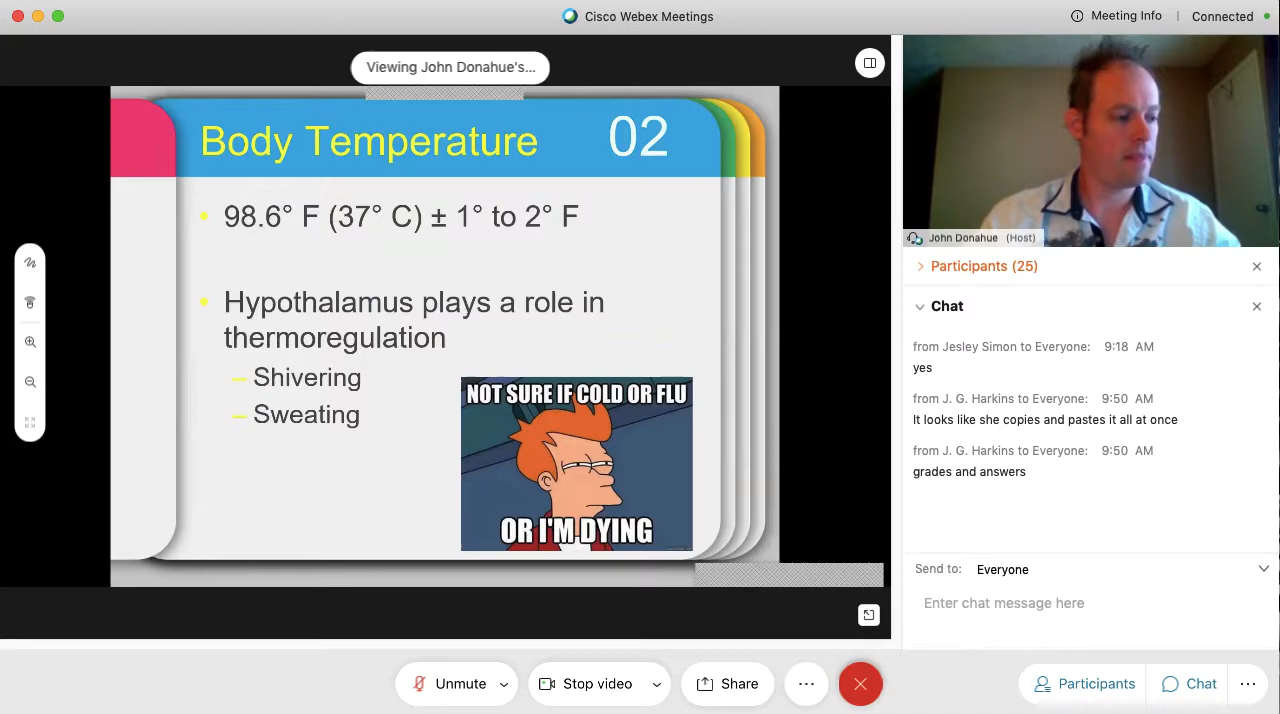 Cisco Webex Meetings
Meeting Info
Connected
Viewing John Donahue's...
Body Temperature
02
• 98.6° F (37° C) ± 1° to 2° F
• Hypothalamus plays a role in
thermoregulation
– Shivering
– Sweating
NOT SURE IF COLD OR FLU
OR I'M DYING
John Donahue (Host)
Participants (25)
Chat
from Jesley Simon to Everyone: 9:18 AM
yes
from J. G. Harkins to Everyone: 9:50 AM
It looks like she copies and pastes it all at once
from J. G. Harkins to Everyone: 9:50 AM
grades and answers
Send to: Everyone
Enter chat message here
Unmute
Stop video
Share
Participants
Chat